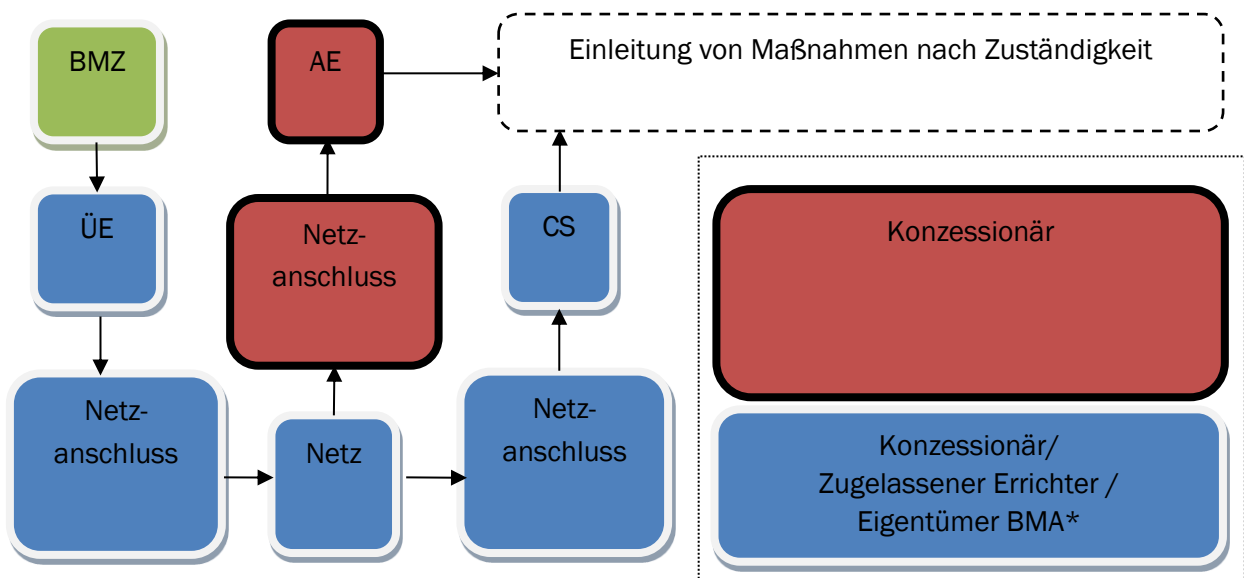 BMZ
AE
Einleitung von Maßnahmen nach Zuständigkeit
ÜE
Netz-
anschluss
CS
Konzessionär
Netz-
anschluss
Netz
Netz-
anschluss
Konzessionär/
Zugelassener Errichter /
Eigentümer BMA*